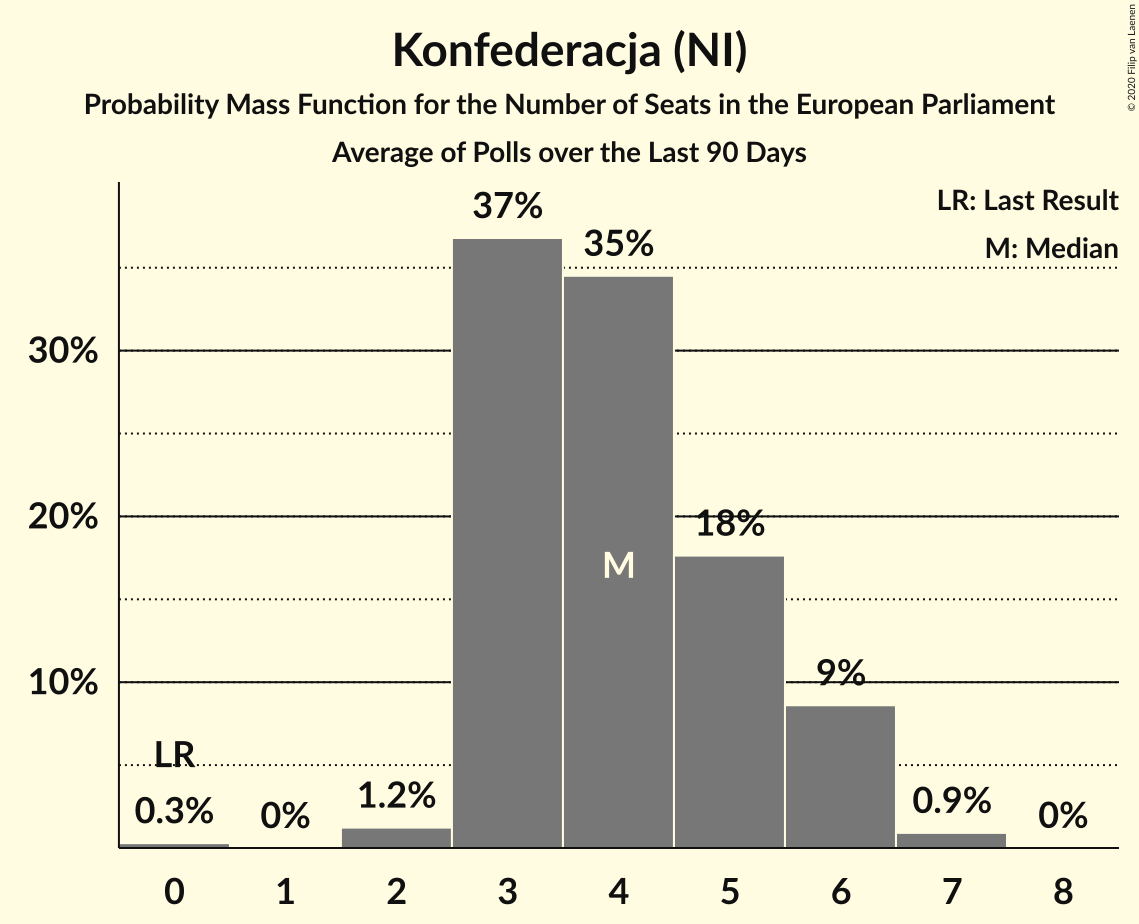 Konfederacja (NI)
Probability Mass Function for the Number of Seats in the European Parliament
Average of Polls over the Last 90 Days
© 2020 Filip van Laenen
LR: Last Result
M: Median
37%
35%
30%
20%
18%
M
10%
9%
LR
0.3%
0%
1.2%
0.9%
0%
0 1 2 3 4 5 6 7 8